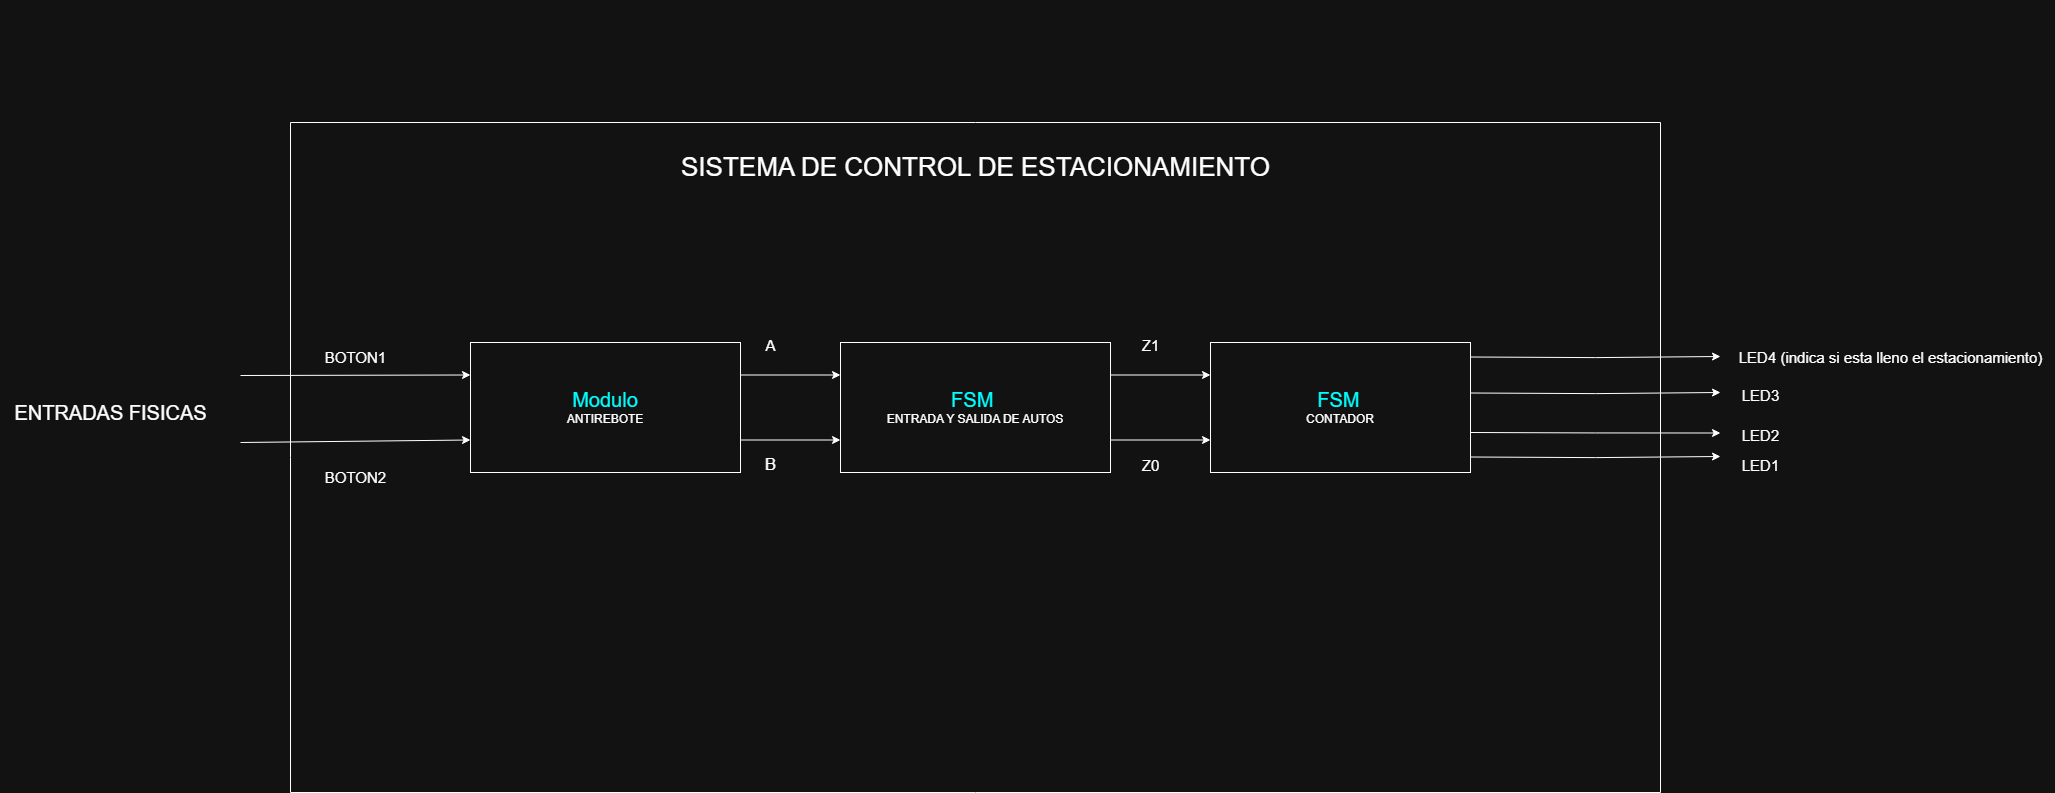 SISTEMA DE CONTROL DE ESTACIONAMIENTO
ENTRADAS FISICAS
BOTON1
BOTON2
Modulo
ANTIREBOTE
A
B
FSM
ENTRADA Y SALIDA DE AUTOS
Z1
Z0
FSM
CONTADOR
LED4 (indica si esta lleno el estacionamiento)
LED3
LED2
LED1